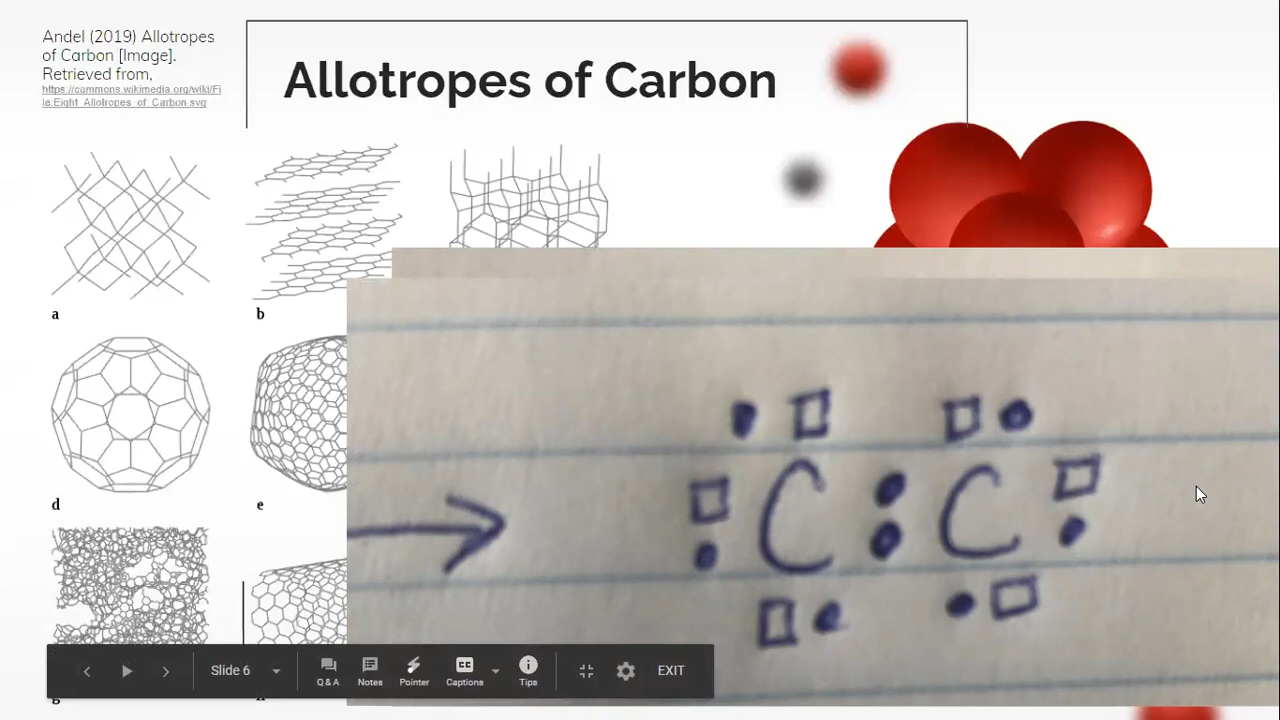 Andel (2019) Allotropes
of Carbon [Image].
Retrieved from,
https://commons.wikimedia.org/wiki/Fi
le:Eight_Allotropes_of_Carbon.svg
Allotropes of Carbon
a
b
d
e
C C
Slide 6
Q & A
Notes
Pointer
Captions
Tips
EXIT